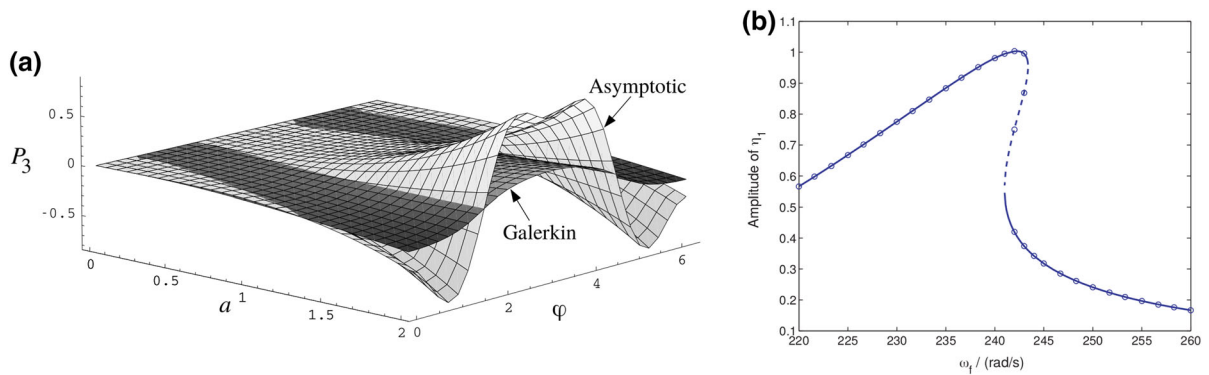 (a)
Asymptotic
Galerkin
P3
0.5
0
-0.5
0
0.5
1
1.5
2
a
0
2
4
6
φ
(b)
1.1
1
0.9
0.8
0.7
0.6
0.5
0.4
0.3
0.2
0.1
Amplitude of η1
220 225 230 235 240 245 250 255 260
ωf / (rad/s)